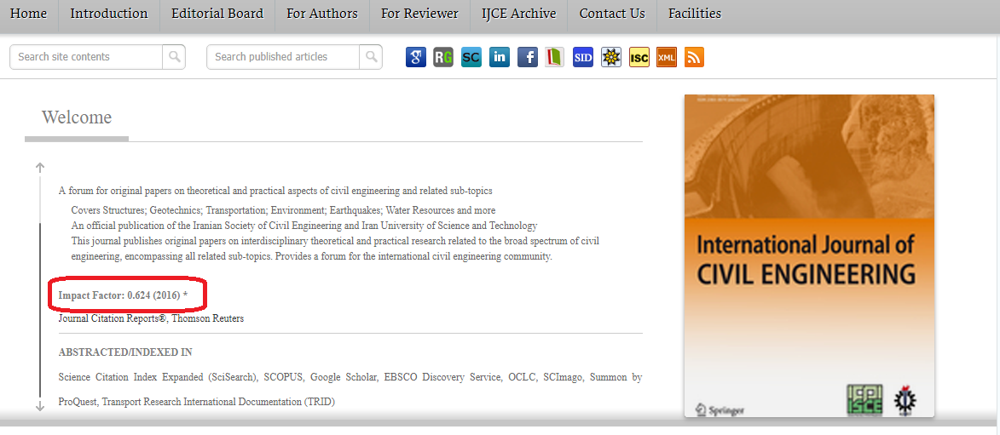 Home Introduction Editorial Board For Authors For Reviewer IJCE Archive Contact Us Facilities
Search site contents Search published articles g RG SC in f SID ISC XML
Welcome
A forum for original papers on theoretical and practical aspects of civil engineering and related sub-topics
Covers Structures; Geotechnics; Transportation; Environment; Earthquakes; Water Resources and more
An official publication of the Iranian Society of Civil Engineering and Iran University of Science and Technology
This journal publishes original papers on interdisciplinary theoretical and practical research related to the broad spectrum of civil
engineering, encompassing all related sub-topics. Provides a forum for the international civil engineering community.
Impact Factor: 0.624 (2016) *
Journal Citation Reports®, Thomson Reuters
ABSTRACTED/INDEXED IN
Science Citation Index Expanded (SciSearch), SCOPUS, Google Scholar, EBSCO Discovery Service, OCLC, SCImago, Summon by
ProQuest, Transport Research International Documentation (TRID)
International Journal of
CIVIL ENGINEERING
Springer